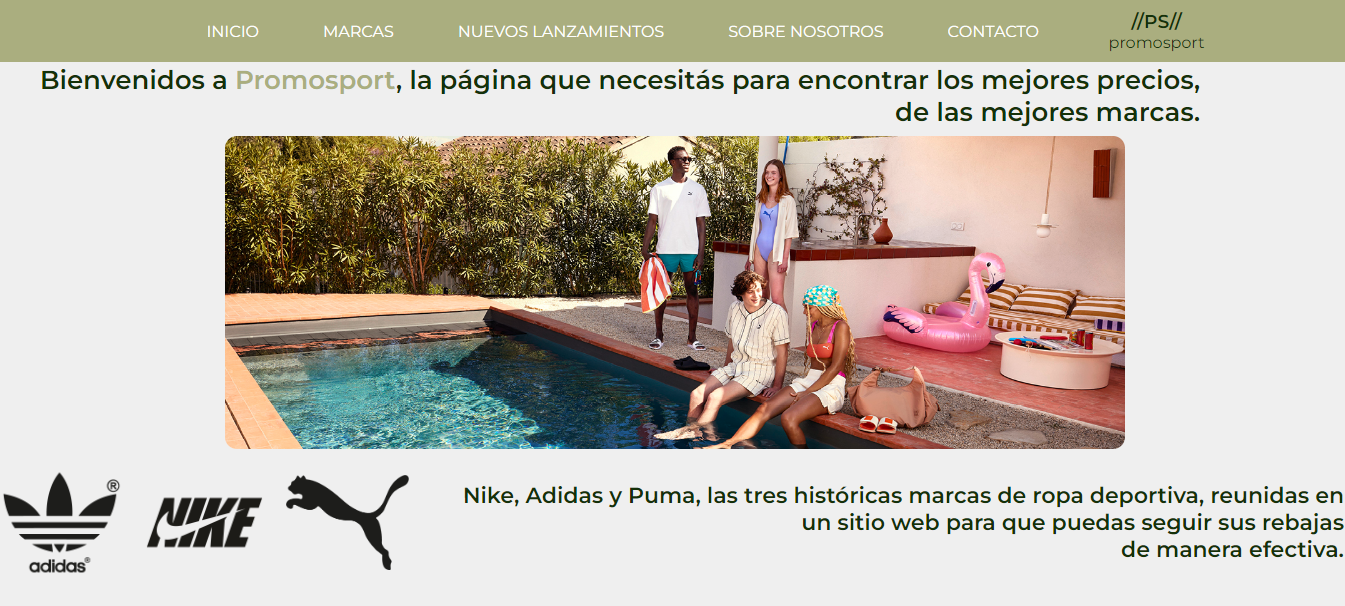 INICIO
MARCAS
NUEVOS LANZAMIENTOS
SOBRE NOSOTROS
CONTACTO
//PS//
promosport
Bienvenidos a Promosport, la página que necesitás para encontrar los mejores precios,
de las mejores marcas.
adidas®
®
NIKE
Nike, Adidas y Puma, las tres históricas marcas de ropa deportiva, reunidas en
un sitio web para que puedas seguir sus rebajas
de manera efectiva.